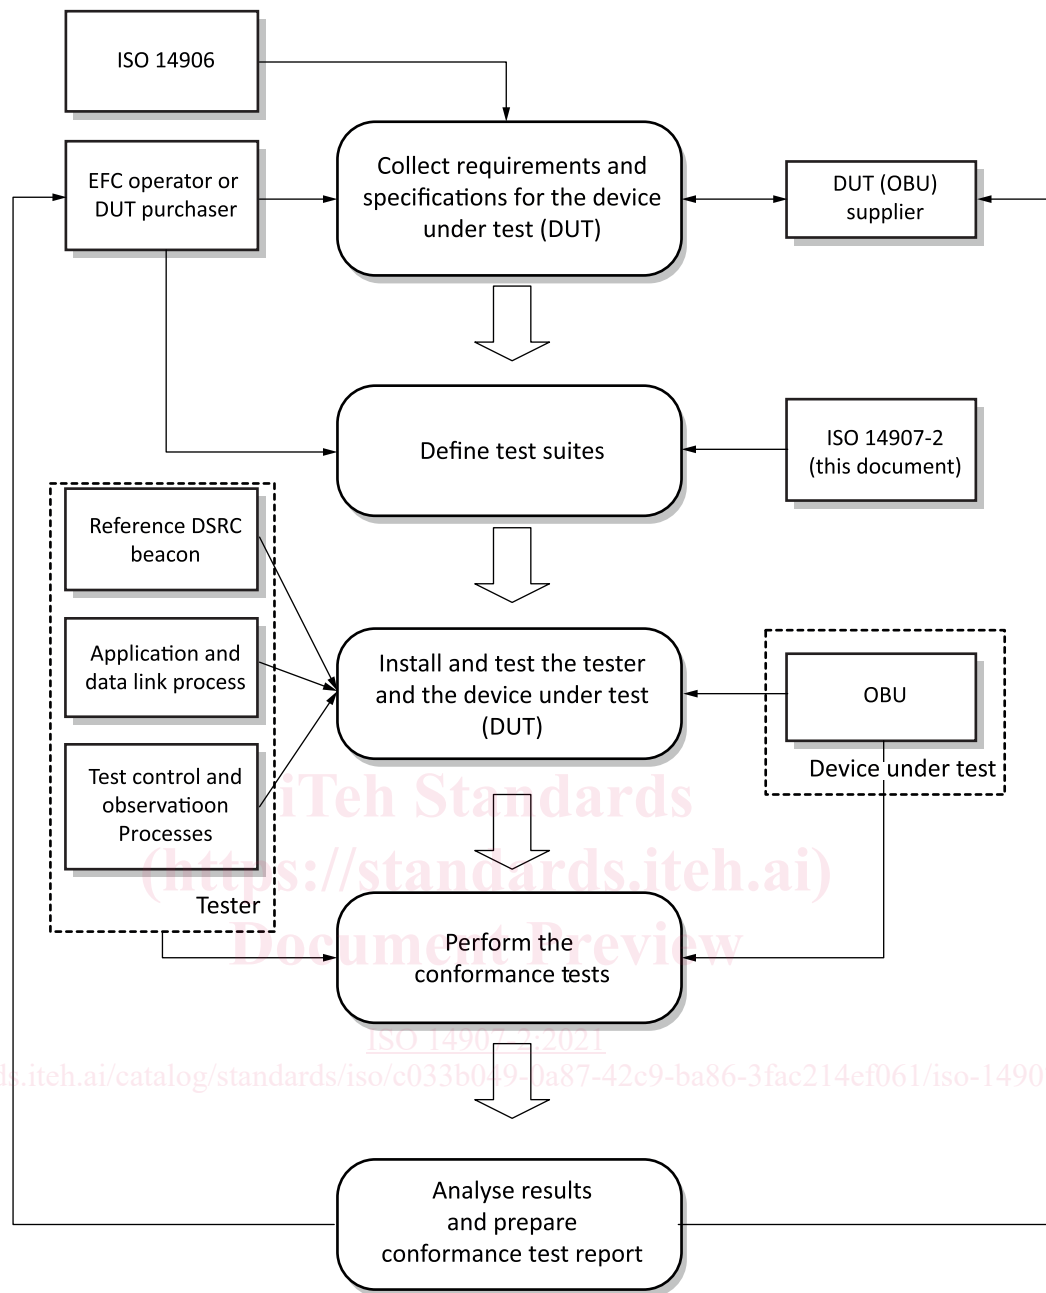 ISO 14906
EFC operator or
DUT purchaser
Collect requirements and
specifications for the device
under test (DUT)
DUT (OBU)
supplier
Define test suites
ISO 14907-2
(this document)
Reference DSRC
beacon
Application and
data link process
Test control and
observatioon
Processes
Tester
Install and test the tester
and the device under test
(DUT)
OBU
Device under test
iTeh Standards
(https://standards.iteh.ai)
Document Preview
Perform the
conformance tests
ISO 14907-2:2021
ds.iteh.ai/catalog/standards/iso/c033b049-0a87-42c9-ba86-3fac214ef061/iso-1490
Analyse results
and prepare
conformance test report